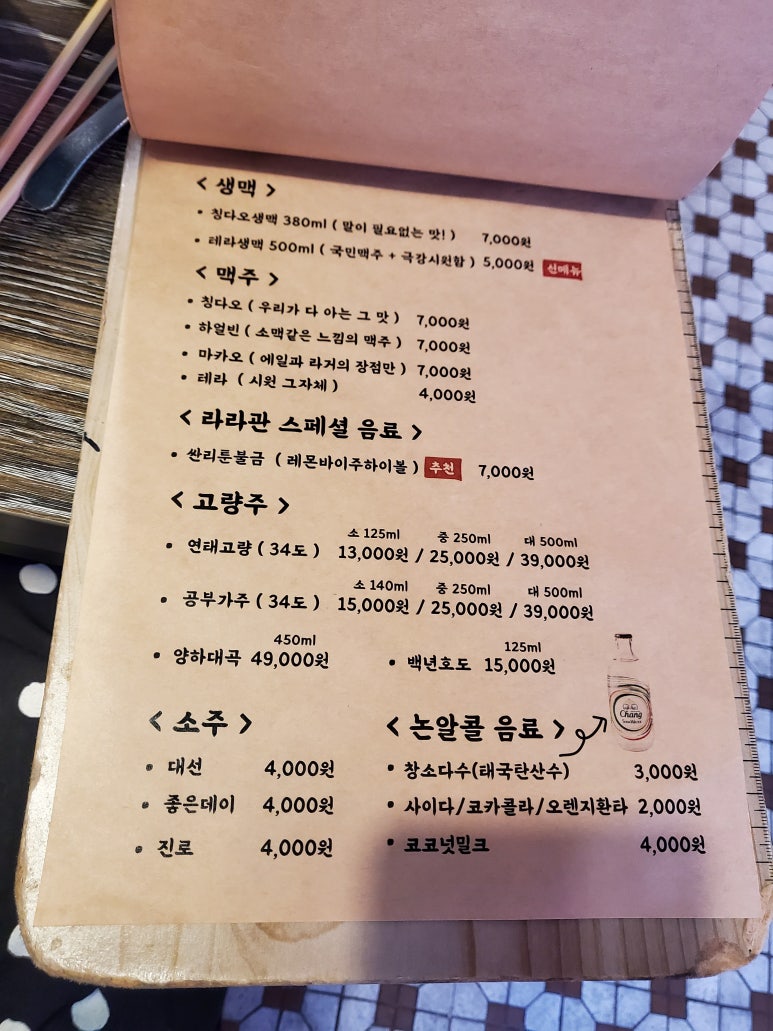 < 생맥 >
• 칭다오생맥 380ml ( 말이 필요없는 맛! ) 7,000원
• 테라생맥 500ml ( 국민맥주 + 극강시원함 ) 5,000원 신메뉴
< 맥주 >
• 칭다오 ( 우리가 다 아는 그 맛 ) 7,000원
• 하얼빈 ( 소맥같은 느낌의 맥주 ) 7,000원
• 마카오 ( 에일과 라거의 장점만 ) 7,000원
• 테라 ( 시원 그자체 ) 4,000원
< 라라관 스페셜 음료 >
• 싼리툰불금 ( 레몬바이주하이볼 ) 추천 7,000원
< 고량주 >
소 125ml 중 250ml 대 500ml
• 연태고량 ( 34도 ) 13,000원 / 25,000원 / 39,000원
소 140ml 중 250ml 대 500ml
• 공부가주 ( 34도 ) 15,000원 / 25,000원 / 39,000원
450ml 125ml
• 양하대곡 49,000원 • 백년호도 15,000원
Chang
< 소주 > < 논알콜 음료 >
• 대선 4,000원 • 창소다수(태국탄산수) 3,000원
• 좋은데이 4,000원 • 사이다/코카콜라/오렌지환타 2,000원
• 진로 4,000원 • 코코넛밀크 4,000원